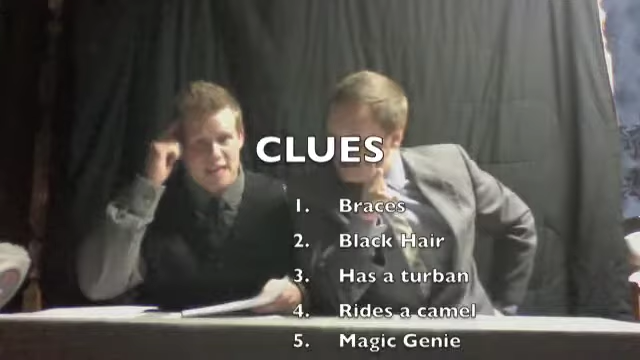 CLUES
1. Braces
2. Black Hair
3. Has a turban
4. Rides a camel
5. Magic Genie